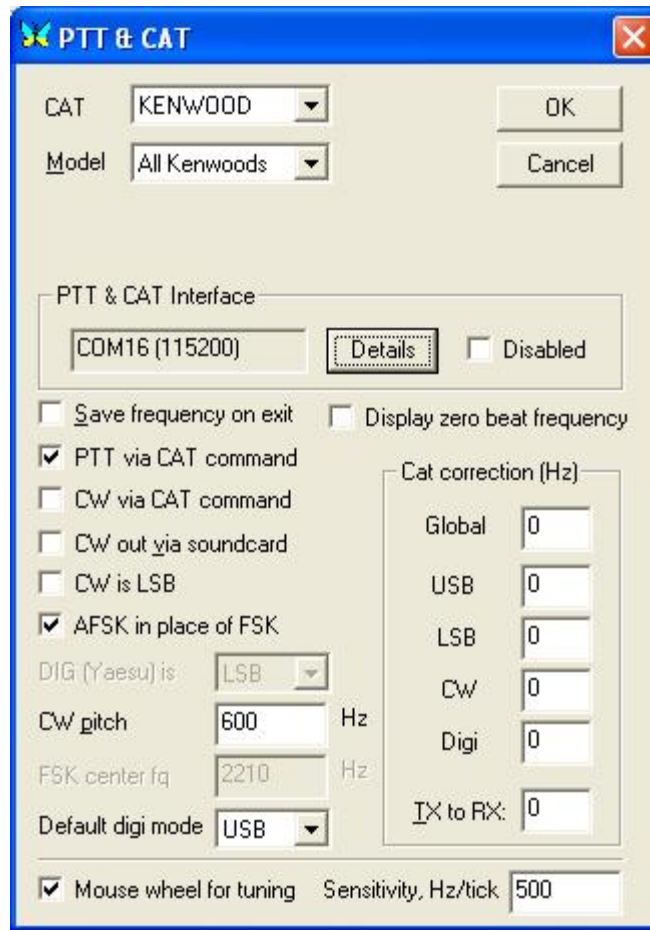 PTT & CAT
CAT KENWOOD OK
Model All Kenwoods Cancel
PTT & CAT Interface
COM16 (115200) Details Disabled
Save frequency on exit Display zero beat frequency
PTT via CAT command
CW via CAT command
CW out via soundcard
CW is LSB
AFSK in place of FSK
DIG (Yaesu) is LSB
CW pitch 600 Hz
FSK center fq 2210 Hz
Default digi mode USB
Cat correction (Hz)
Global 0
USB 0
LSB 0
CW 0
Digi 0
TX to RX: 0
Mouse wheel for tuning Sensitivity, Hz/tick 500